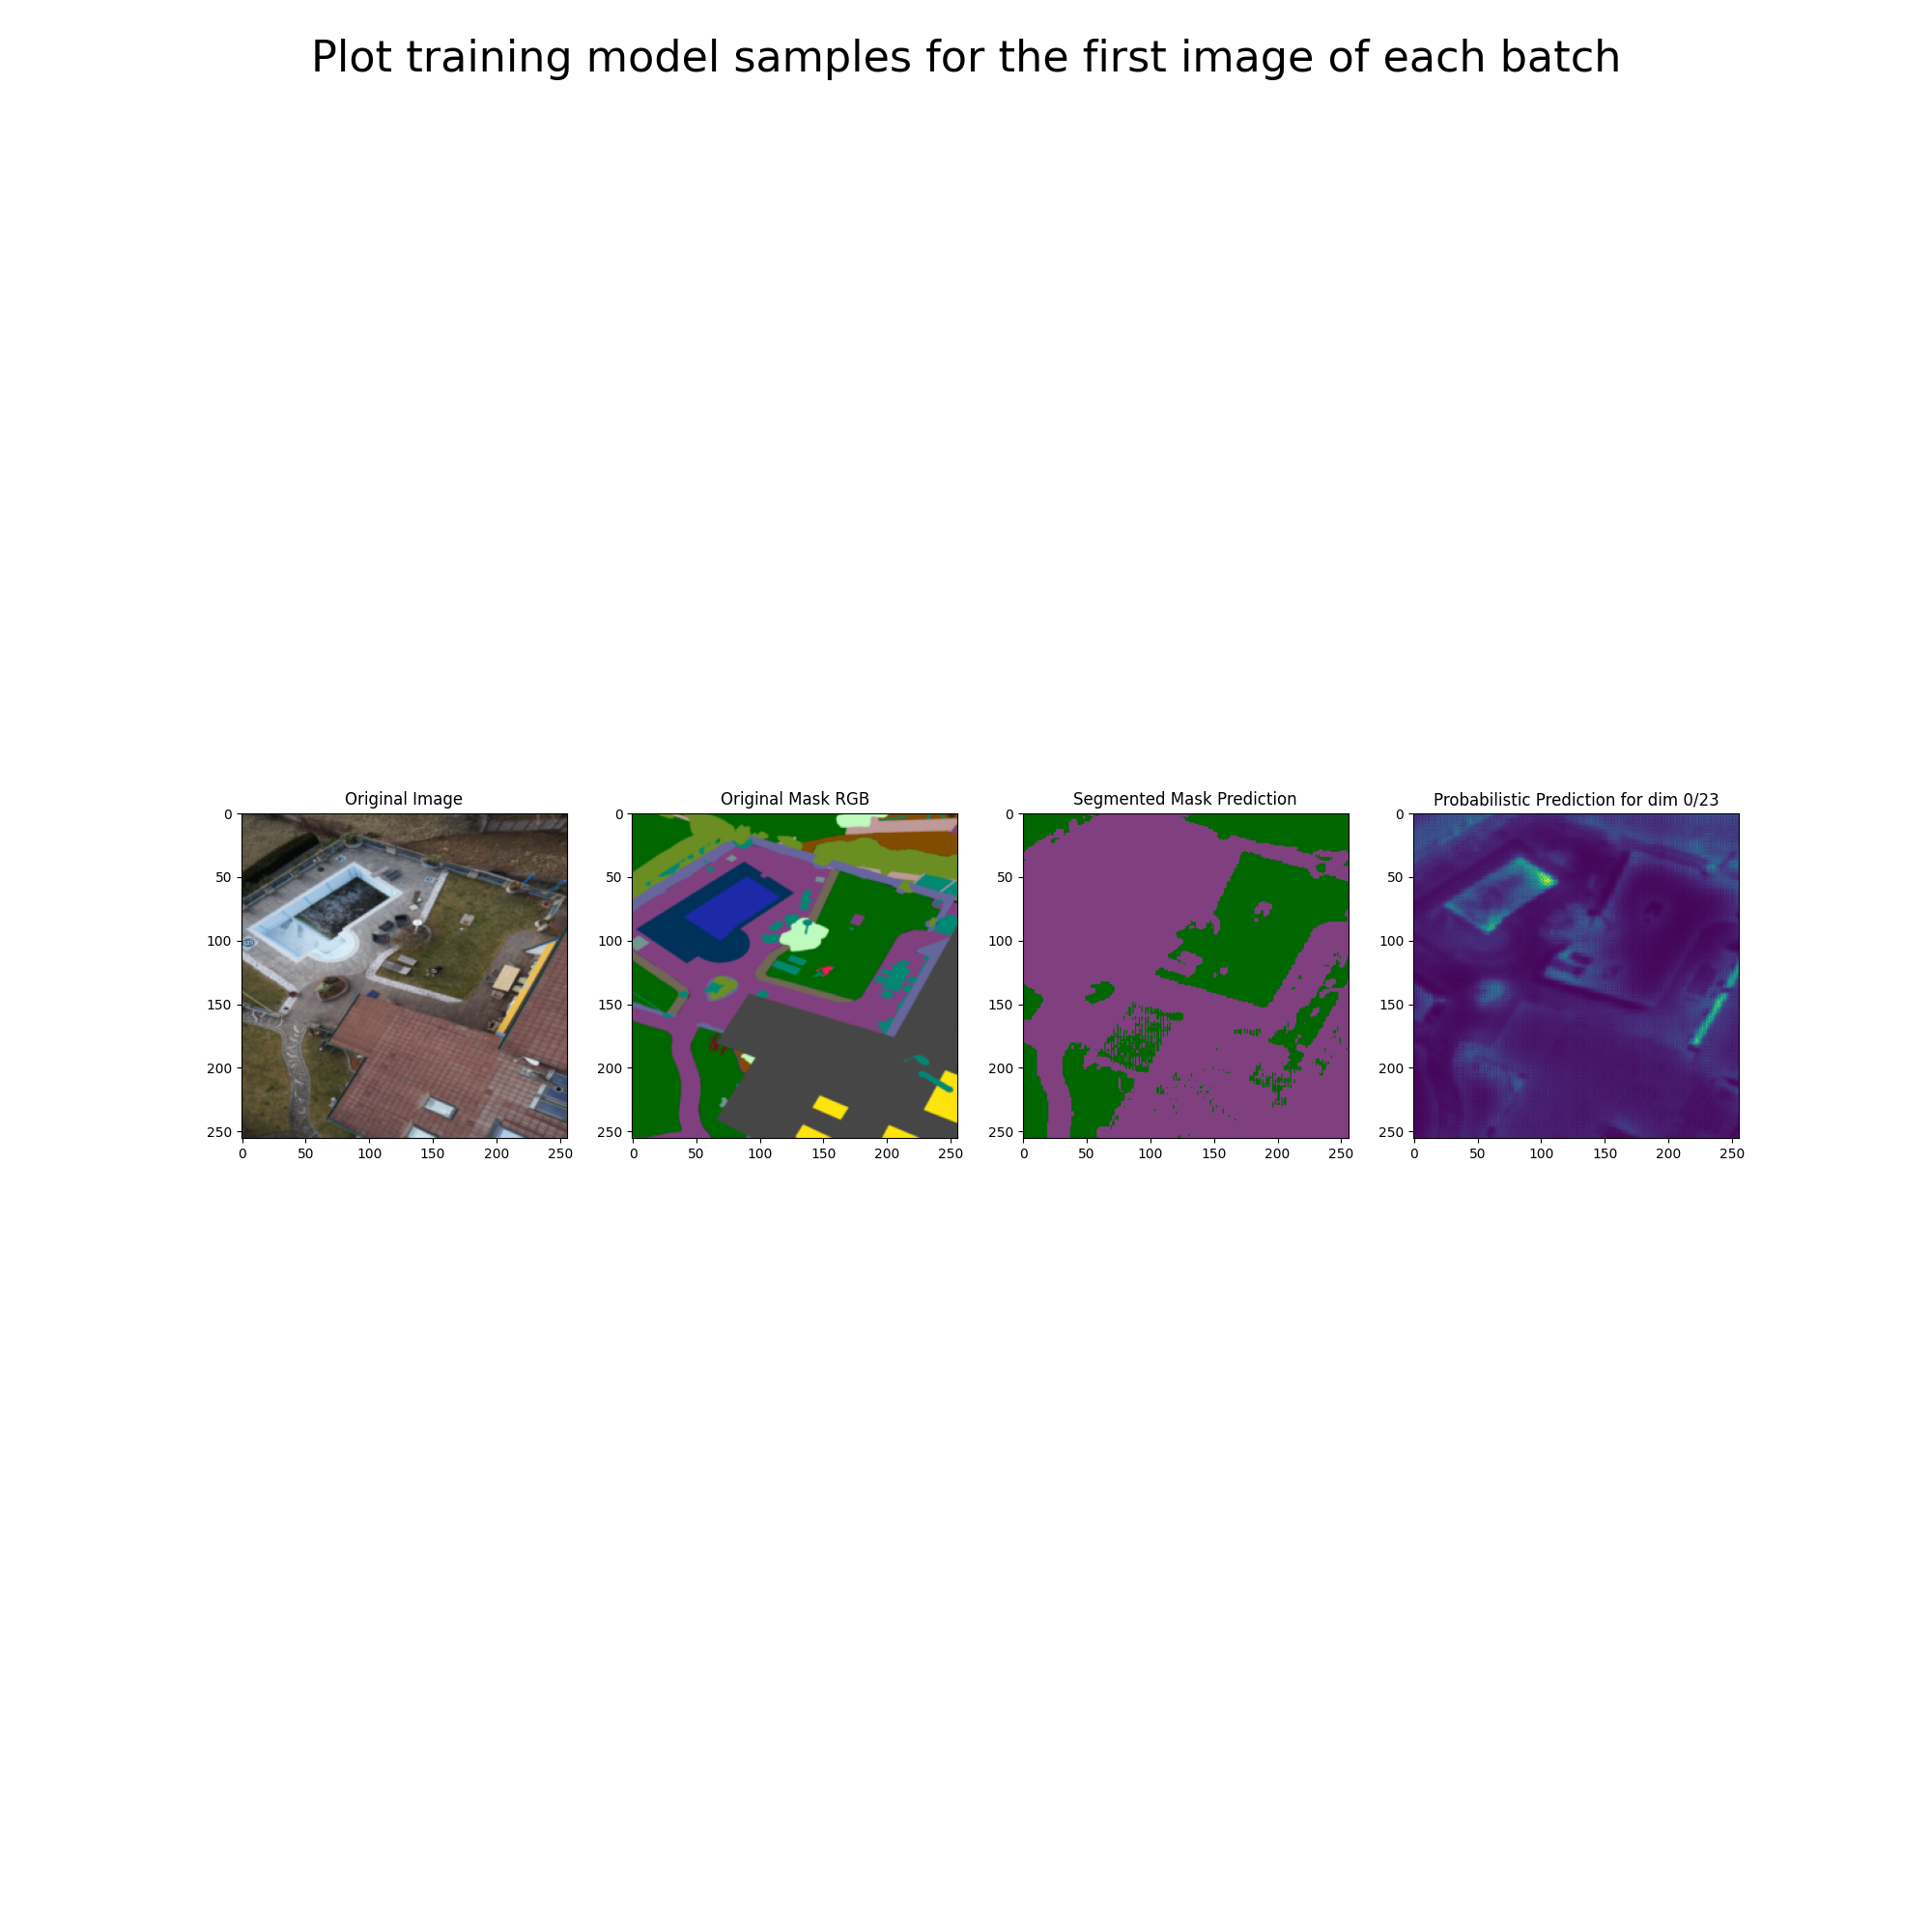 Plot training model samples for the first image of each batch
Original Image
Original Mask RGB
Segmented Mask Prediction
Probabilistic Prediction for dim 0/23
0
50
100
150
200
250
0 50 100 150 200 250
0
50
100
150
200
250
0 50 100 150 200 250
0
50
100
150
200
250
0 50 100 150 200 250
0
50
100
150
200
250
0 50 100 150 200 250